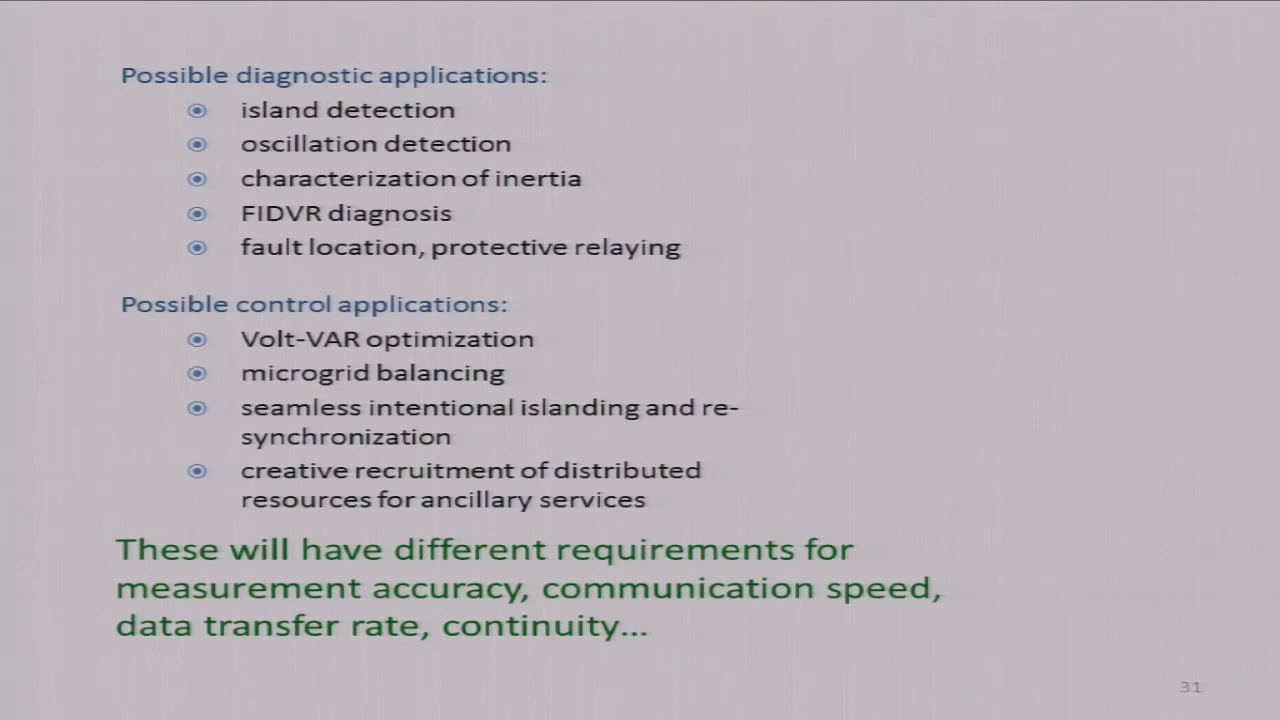 Possible diagnostic applications:
island detection
oscillation detection
characterization of inertia
FIDVR diagnosis
fault location, protective relaying
Possible control applications:
Volt-VAR optimization
microgrid balancing
seamless intentional islanding and re-
synchronization
creative recruitment of distributed
resources for ancillary services
These will have different requirements for
measurement accuracy, communication speed,
data transfer rate, continuity...
31